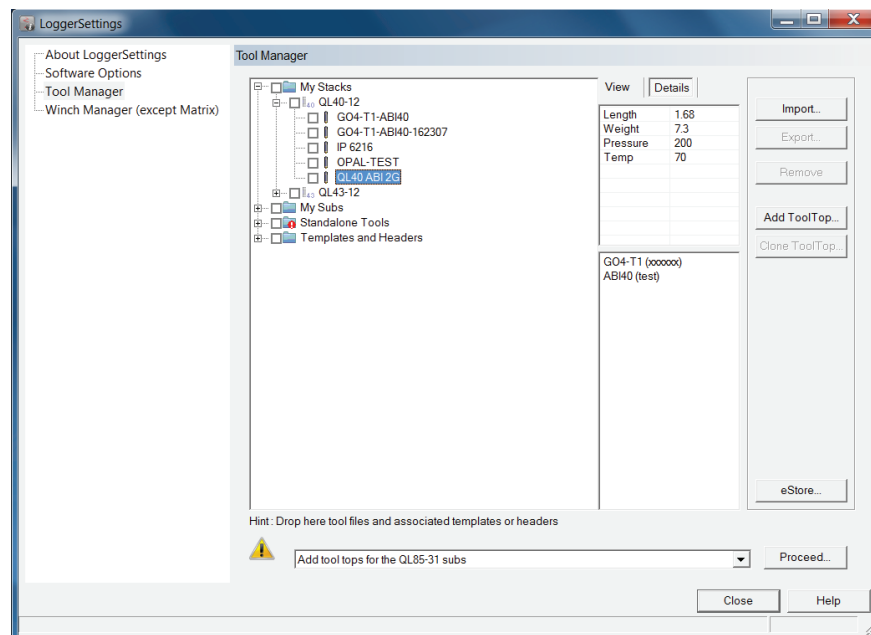 LoggerSettings
About LoggerSettings
Software Options
Tool Manager
Winch Manager (except Matrix)
Tool Manager
My Stacks
40 QL40-12
GO4-T1-ABI40
GO4-T1-ABI40-162307
IP 6216
OPAL-TEST
QL40 ABI 2G
43 QL43-12
My Subs
Standalone Tools
Templates and Headers
View Details
Length 1.68
Weight 7.3
Pressure 200
Temp 70
GO4-T1 (xxxxxx)
ABI40 (test)
Import...
Export...
Remove
Add ToolTop...
Clone ToolTop...
eStore...
Hint : Drop here tool files and associated templates or headers
Add tool tops for the QL85-31 subs
Proceed...
Close
Help